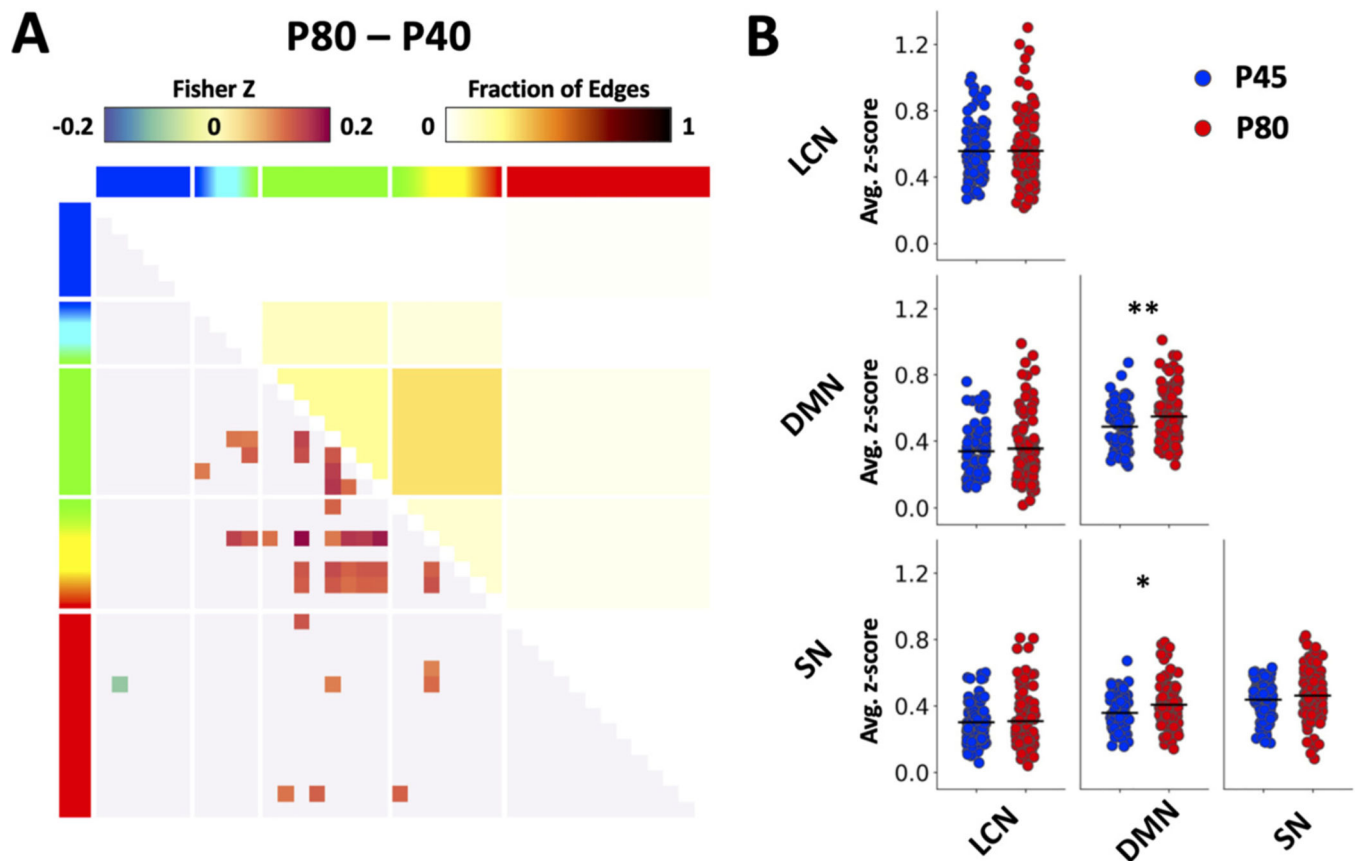 A
P80 – P40
Fisher Z
-0.2 0 0.2
Fraction of Edges
0 1
B
P45
P80
LCN
Avg. z-score
1.2
0.8
0.4
0.0
DMN
Avg. z-score
1.2
0.8
0.4
0.0
**
SN
Avg. z-score
1.2
0.8
0.4
0.0
*
LCN
DMN
SN